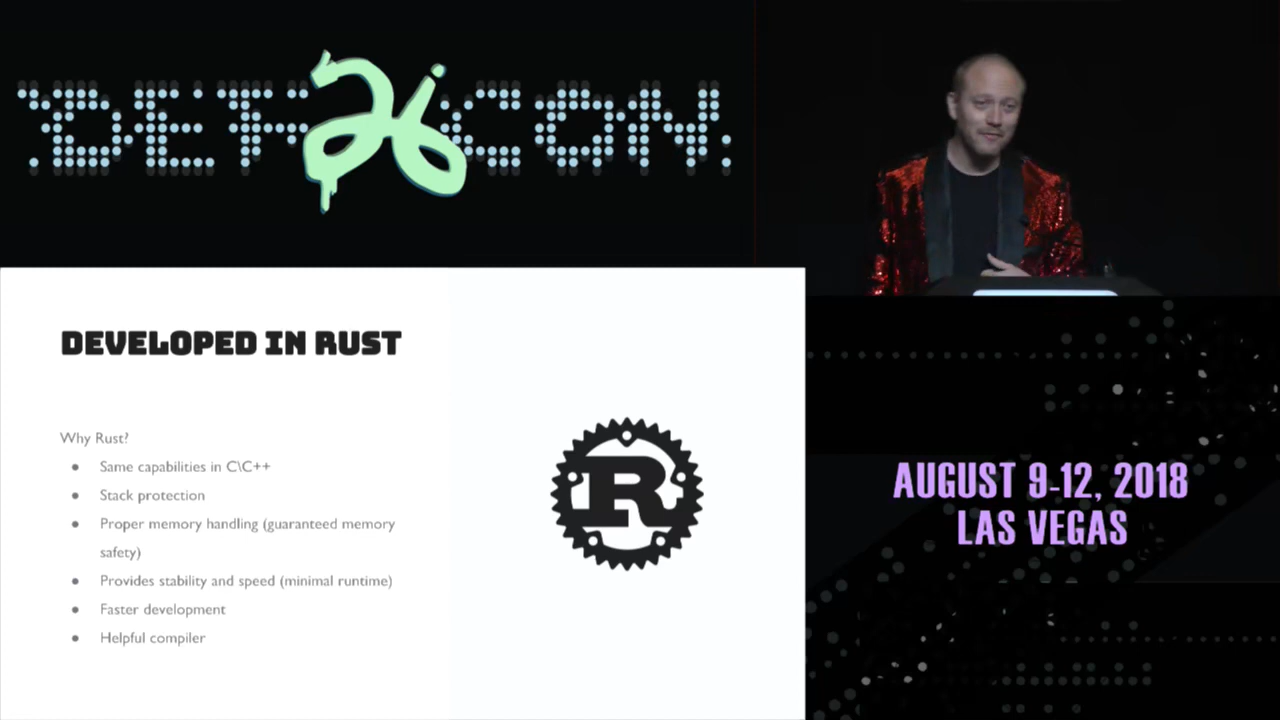 DEF 26 CON
DEVELOPED IN RUST
Why Rust?
Same capabilities in C\C++
Stack protection
Proper memory handling (guaranteed memory
safety)
Provides stability and speed (minimal runtime)
Faster development
Helpful compiler
R
AUGUST 9-12, 2018
LAS VEGAS